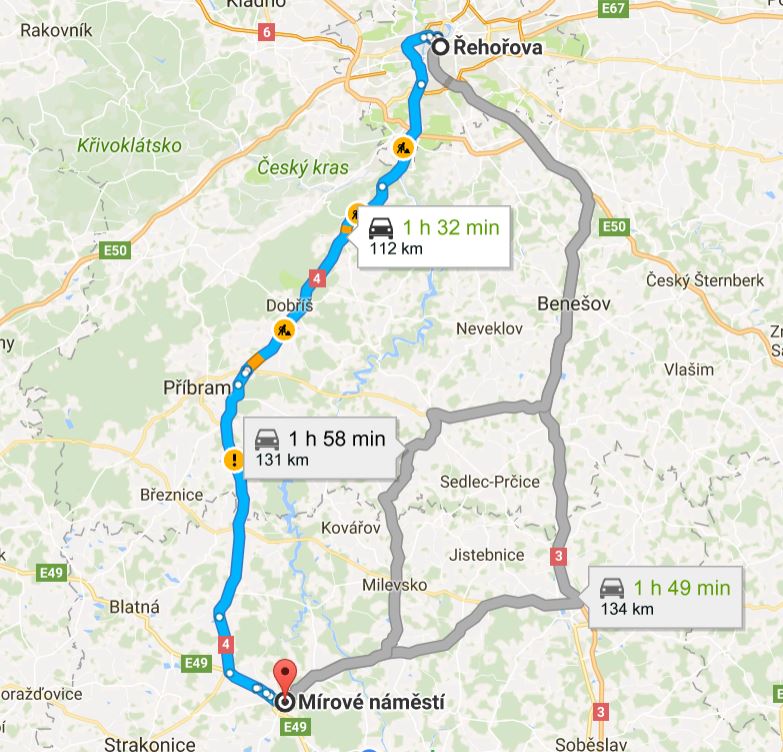 Kladno
E67
Rakovník
6
Řehořova
Křivoklátsko
Český kras
1 h 32 min
112 km
E50
E50
4
Český Šternberk
Dobříš
Benešov
Neveklov
Vlašim
Příbram
1 h 58 min
131 km
Sedlec-Prčice
Březnice
Kovářov
Jistebnice
3
E49
Milevsko
1 h 49 min
134 km
Blatná
4
E49
Mírové náměstí
oražďovice
E49
3
Strakonice
Soběslav